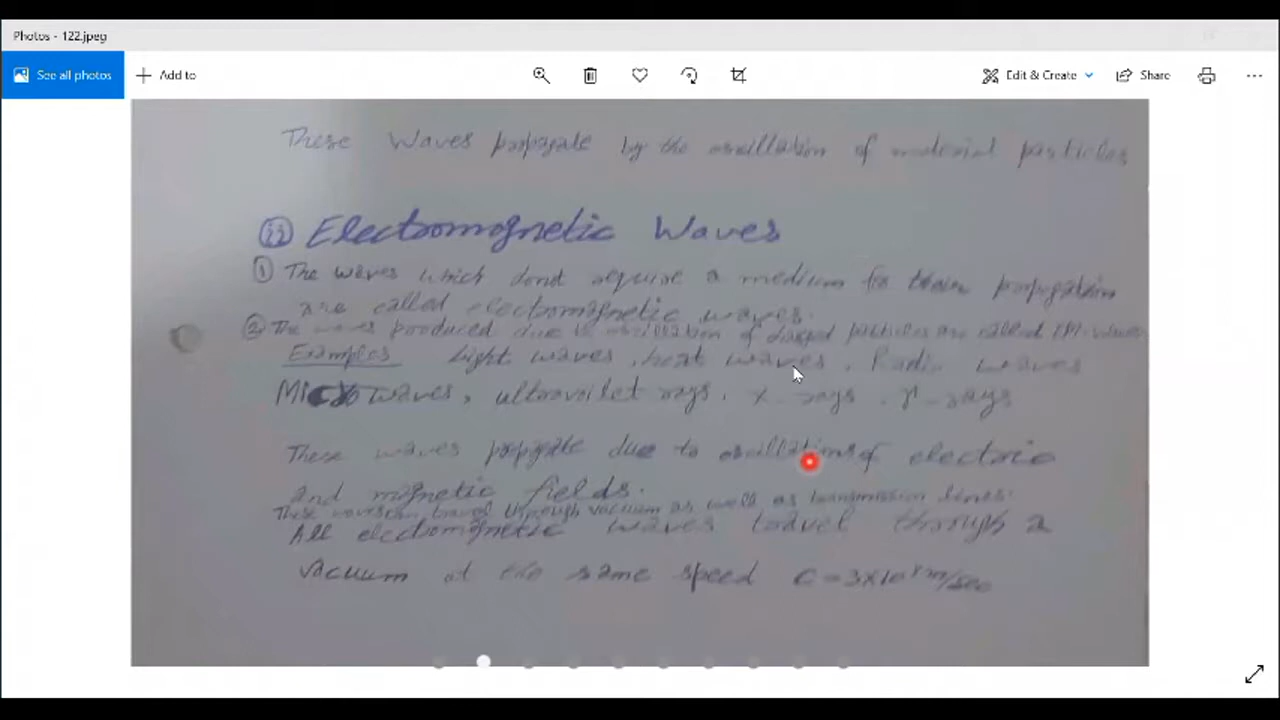 Photos - 122.jpeg
See all photos
Add to
Edit & Create
Share
These Waves propagate by the oscillation of material particles
ii Electromagnetic Waves
1 The waves which dont require a medium for their propagation
are called electromagnetic waves.
2 The waves produced due to oscillation of charged particles are called EM-waves
Examples Light waves, heat waves, Radio waves
Microwaves, ultravoilet rays, x-rays, γ-rays
These waves propagate due to oscillations of electric
and magnetic fields.
These waves can travel through vacuum as well as transmission lines.
All electromagnetic waves travel through a
vacuum at the same speed C = 3×10⁸ m/sec